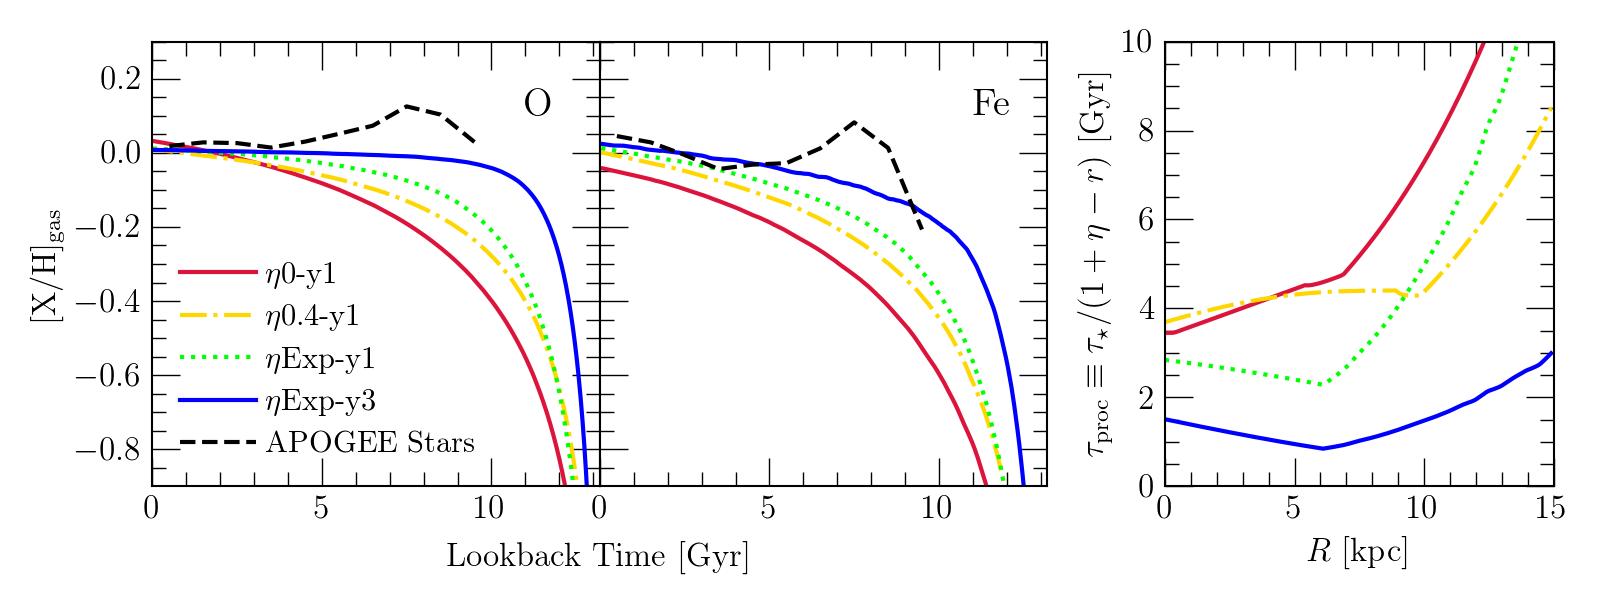 [X/H]gas
0.2
0.0
−0.2
−0.4
−0.6
−0.8
O
η0-y1
η0.4-y1
ηExp-y1
ηExp-y3
APOGEE Stars
0 5 10
Fe
0 5 10
Lookback Time [Gyr]
τproc ≡ τ⋆/(1 + η − r) [Gyr]
10
8
6
4
2
0
0 5 10 15
R [kpc]